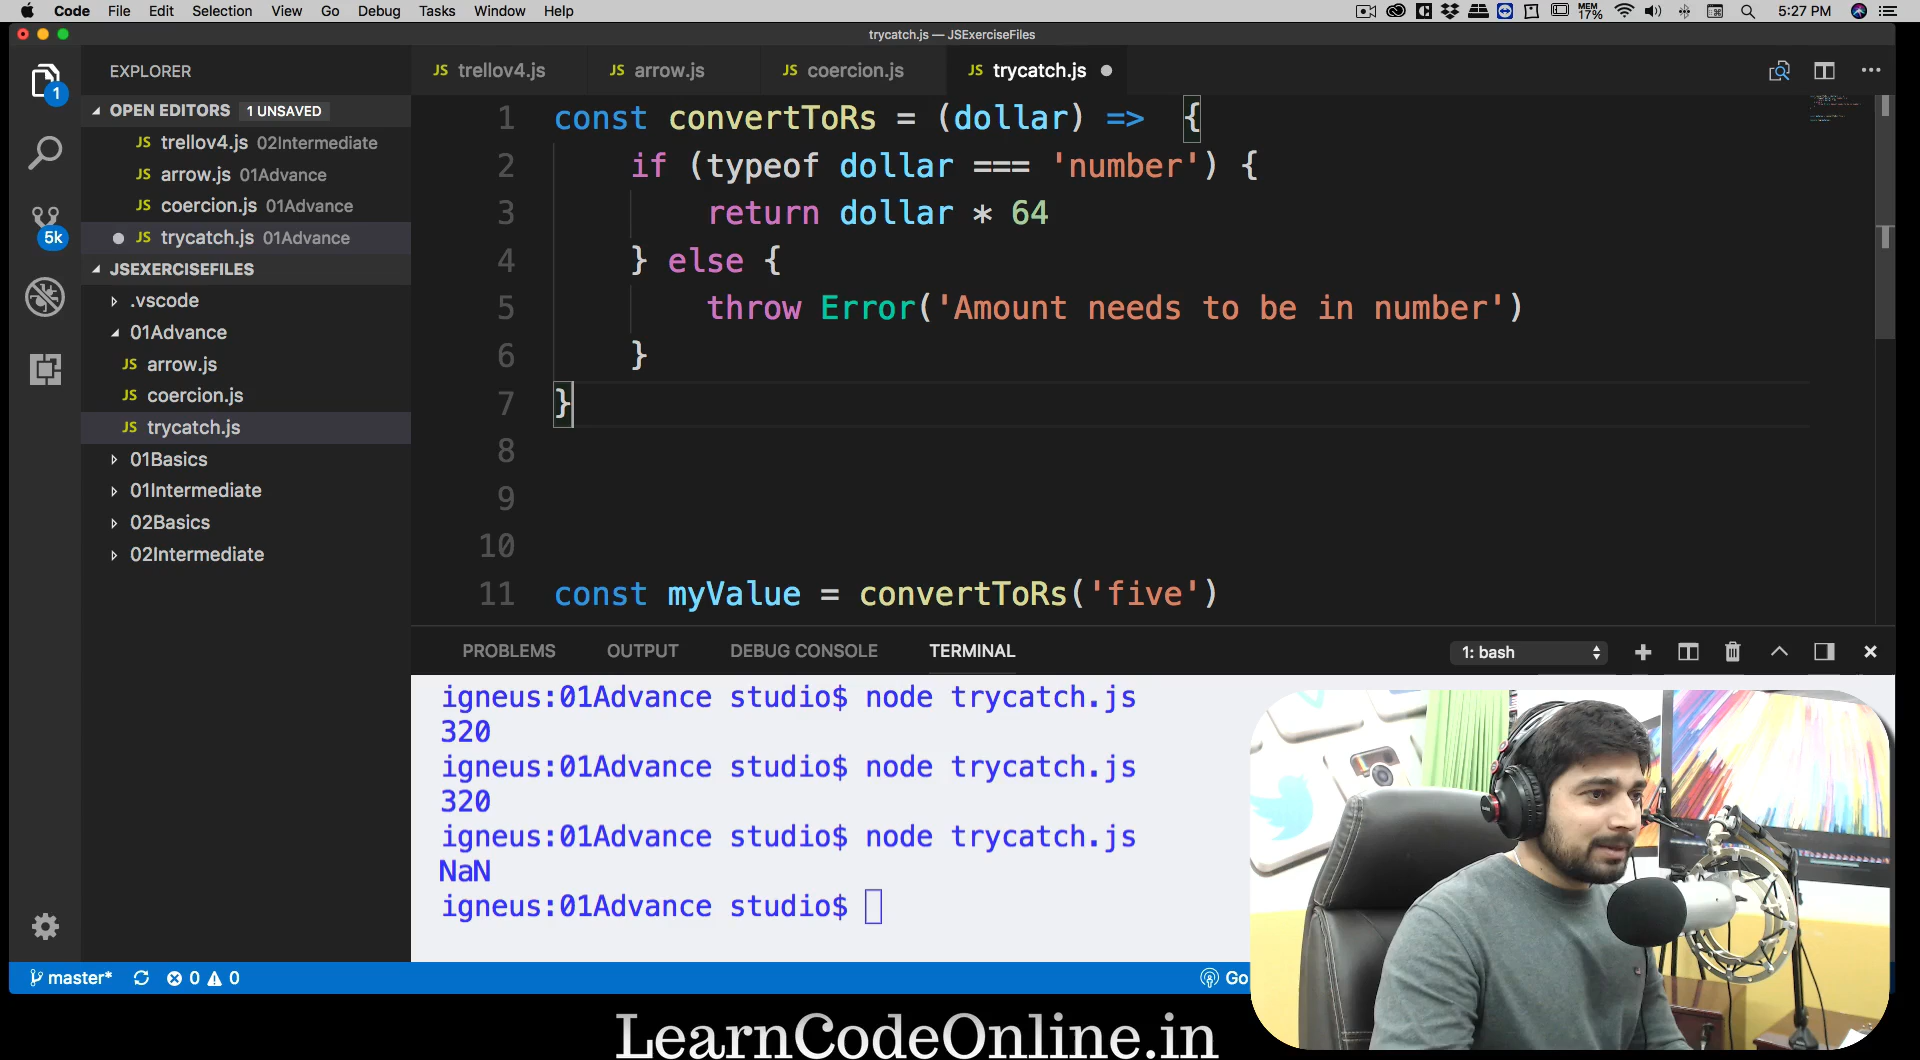 Code File Edit Selection View Go Debug Tasks Window Help MEM 17% 5:27 PM
trycatch.js — JSExerciseFiles
EXPLORER
JS trellov4.js JS arrow.js JS coercion.js JS trycatch.js
1
OPEN EDITORS 1 UNSAVED
JS trellov4.js 02Intermediate
JS arrow.js 01Advance
JS coercion.js 01Advance
5k
JS trycatch.js 01Advance
JSEXERCISEFILES
.vscode
01Advance
JS arrow.js
JS coercion.js
JS trycatch.js
01Basics
01Intermediate
02Basics
02Intermediate
1 const convertToRs = (dollar) => {
2 if (typeof dollar === 'number') {
3 return dollar * 64
4 } else {
5 throw Error('Amount needs to be in number')
6 }
7 }
8
9
10
11 const myValue = convertToRs('five')
PROBLEMS OUTPUT DEBUG CONSOLE TERMINAL 1: bash
igneus:01Advance studio$ node trycatch.js
320
igneus:01Advance studio$ node trycatch.js
320
igneus:01Advance studio$ node trycatch.js
NaN
igneus:01Advance studio$
master* 0 0 Go
LearnCodeOnline.in